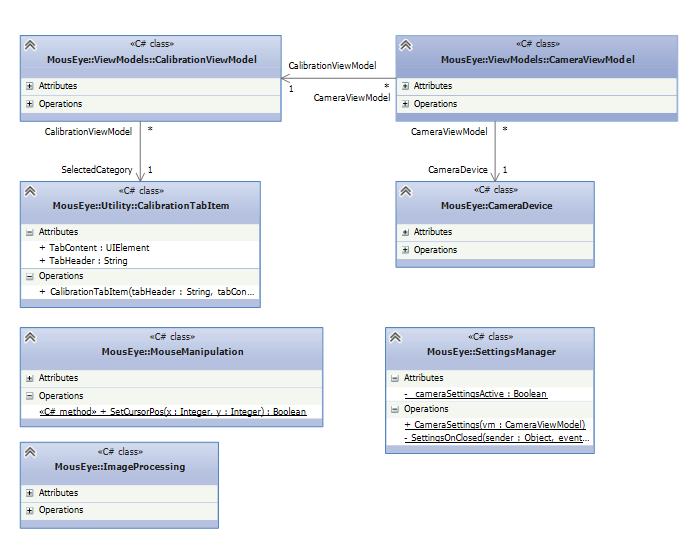 «C# class»
MousEye::ViewModels::CalibrationViewModel
Attributes
Operations
CalibrationViewModel
1
*
CameraViewModel
«C# class»
MousEye::ViewModels::CameraViewModel
Attributes
Operations
CalibrationViewModel
*
SelectedCategory
1
CameraViewModel
*
CameraDevice
1
«C# class»
MousEye::Utility::CalibrationTabItem
Attributes
+ TabContent : UIElement
+ TabHeader : String
Operations
+ CalibrationTabItem(tabHeader : String, tabCon...
«C# class»
MousEye::CameraDevice
Attributes
Operations
«C# class»
MousEye::MouseManipulation
Attributes
Operations
«C# method» + SetCursorPos(x : Integer, y : Integer) : Boolean
«C# class»
MousEye::SettingsManager
Attributes
- _cameraSettingsActive : Boolean
Operations
+ CameraSettings(vm : CameraViewModel)
- SettingsOnClosed(sender : Object, event...
«C# class»
MousEye::ImageProcessing
Attributes
Operations